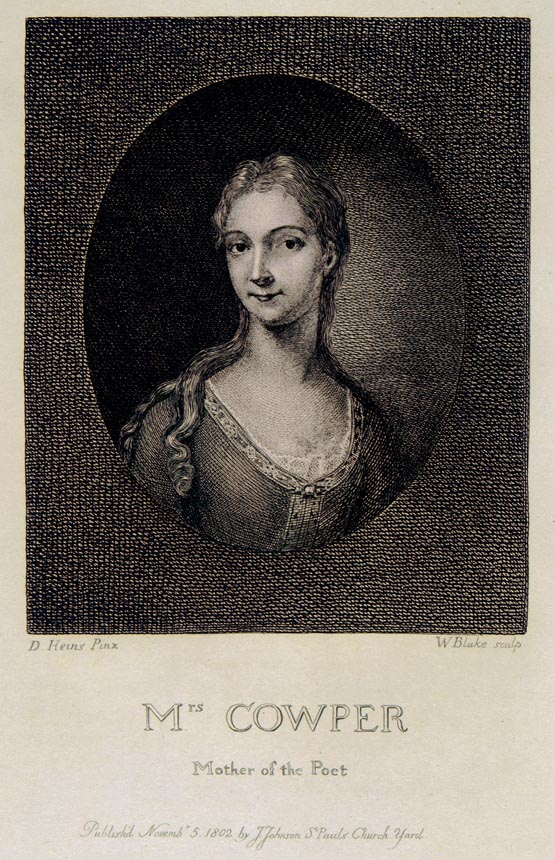 D Heins Pinx
W Blake sculp
Mrs COWPER
Mother of the Poet
Publish'd Novembr 5. 1802 by J. Johnson St Pauls Church Yard